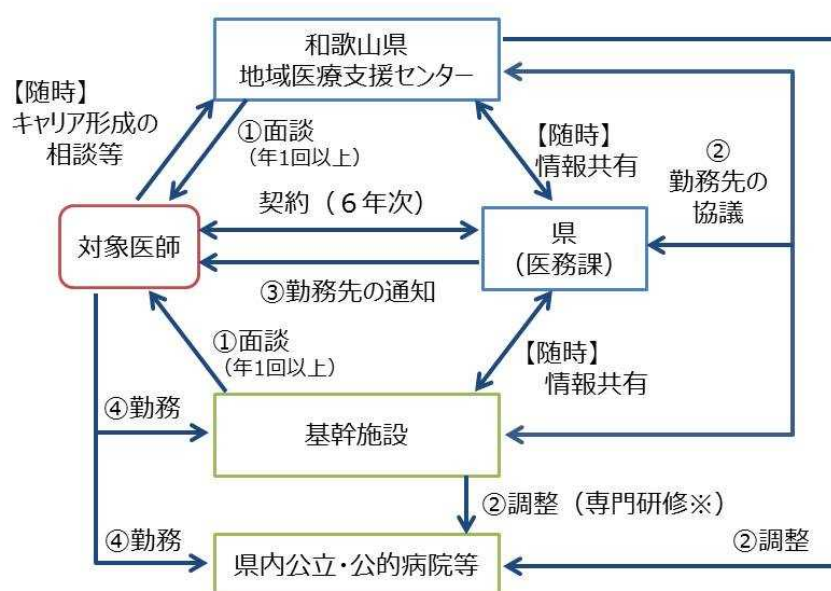 和歌山県
地域医療支援センター
【随時】
キャリア形成の
相談等
①面談
（年1回以上）
【随時】
情報共有
②
勤務先の
協議
契約（６年次）
対象医師
県
（医務課）
③勤務先の通知
①面談
（年1回以上）
【随時】
情報共有
④勤務
基幹施設
②調整（専門研修※）
④勤務
県内公立・公的病院等
②調整